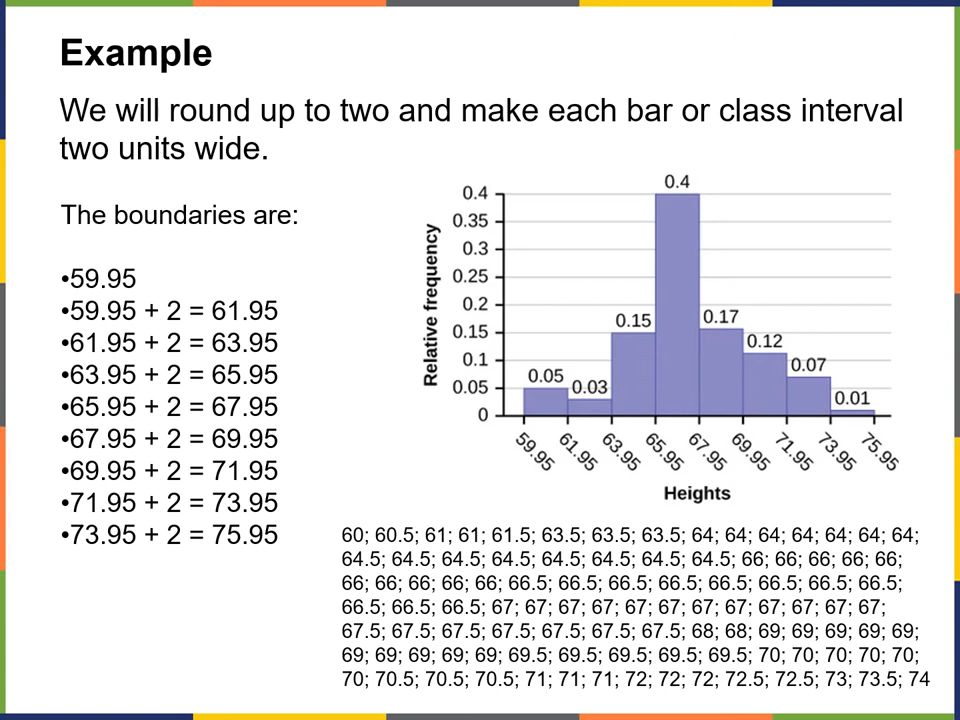 Example
We will round up to two and make each bar or class interval
two units wide.
The boundaries are:
•59.95
•59.95 + 2 = 61.95
•61.95 + 2 = 63.95
•63.95 + 2 = 65.95
•65.95 + 2 = 67.95
•67.95 + 2 = 69.95
•69.95 + 2 = 71.95
•71.95 + 2 = 73.95
•73.95 + 2 = 75.95
Relative frequency
0.4
0.35
0.3
0.25
0.2
0.15
0.1
0.05
0
0.05
0.03
0.15
0.4
0.17
0.12
0.07
0.01
59.95
61.95
63.95
65.95
67.95
69.95
71.95
73.95
75.95
Heights
60; 60.5; 61; 61; 61.5; 63.5; 63.5; 63.5; 64; 64; 64; 64; 64; 64; 64;
64.5; 64.5; 64.5; 64.5; 64.5; 64.5; 64.5; 64.5; 66; 66; 66; 66; 66;
66; 66; 66; 66; 66; 66.5; 66.5; 66.5; 66.5; 66.5; 66.5; 66.5; 66.5;
66.5; 66.5; 66.5; 67; 67; 67; 67; 67; 67; 67; 67; 67; 67; 67; 67;
67.5; 67.5; 67.5; 67.5; 67.5; 67.5; 67.5; 68; 68; 69; 69; 69; 69; 69;
69; 69; 69; 69; 69; 69.5; 69.5; 69.5; 69.5; 69.5; 70; 70; 70; 70; 70;
70; 70.5; 70.5; 70.5; 71; 71; 71; 72; 72; 72; 72.5; 72.5; 73; 73.5; 74